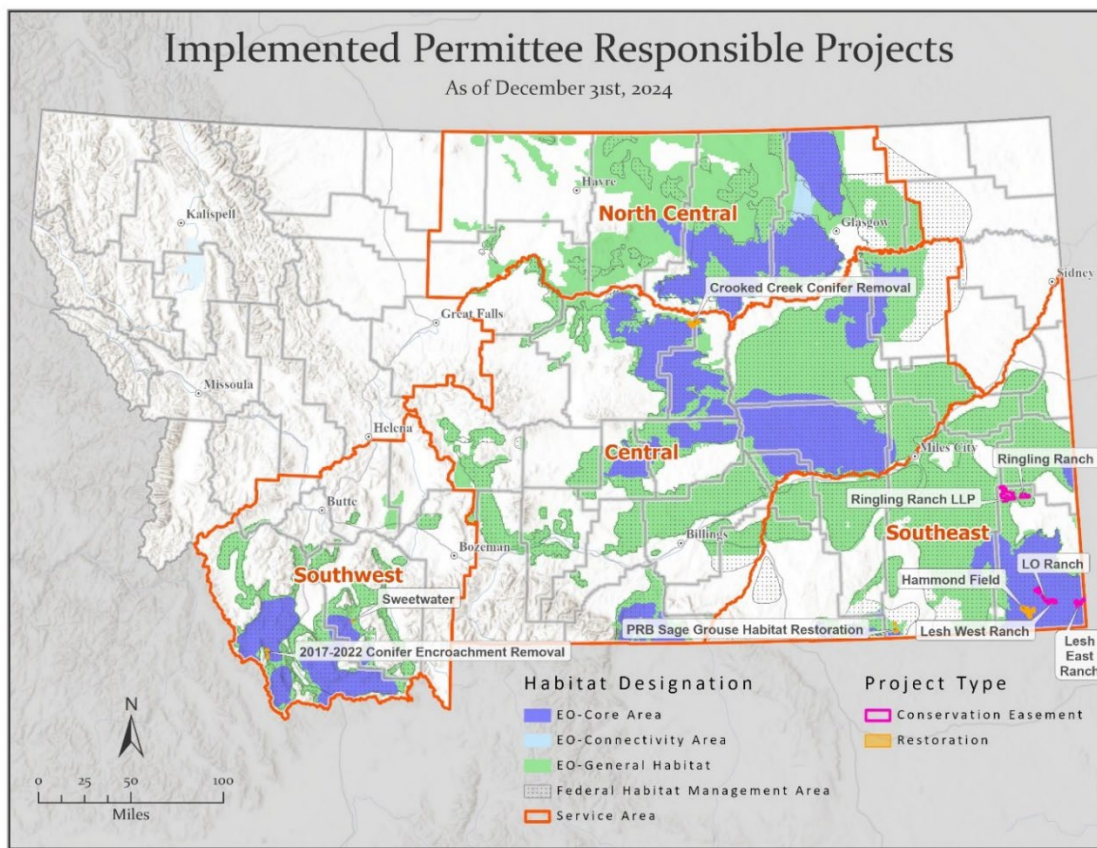 Implemented Permittee Responsible Projects
As of December 31st, 2024
Havre
Kalispell
North Central
Glasgow
Sidney
Crooked Creek Conifer Removal
Great Falls
Missoula
Helena
Central
Miles City
Ringling Ranch
Butte
Ringling Ranch LLP
Billings
Southeast
Bozeman
Southwest
LO Ranch
Hammond Field
Sweetwater
PRB Sage Grouse Habitat Restoration
Lesh West Ranch
2017-2022 Conifer Encroachment Removal
Lesh
East
Ranch
Habitat Designation
EO-Core Area
EO-Connectivity Area
EO-General Habitat
Federal Habitat Management Area
Service Area
Project Type
Conservation Easement
Restoration
N
0 25 50 100
Miles